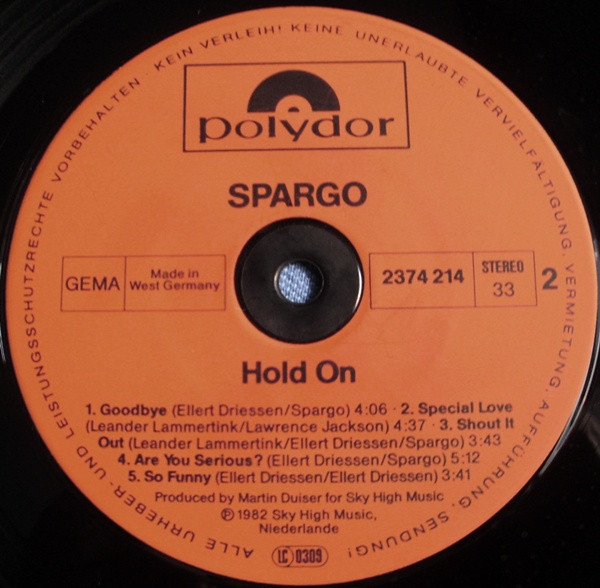 ALLE URHEBER- UND LEISTUNGSSCHUTZRECHTE VORBEHALTEN · KEIN VERLEIH! KEINE UNERLAUBTE VERVIELFÄLTIGUNG, VERMIETUNG, AUFFÜHRUNG, SENDUNG!
polydor
SPARGO
GEMA
Made in
West Germany
2374 214
STEREO
33
2
Hold On
1. Goodbye (Ellert Driessen/Spargo) 4:06 · 2. Special Love
(Leander Lammertink/Lawrence Jackson) 4:37 · 3. Shout It
Out (Leander Lammertink/Ellert Driessen) 3:43
4. Are You Serious? (Ellert Driessen/Spargo) 5:12
5. So Funny (Ellert Driessen/Ellert Driessen) 3:41
Produced by Martin Duiser for Sky High Music
℗ 1982 Sky High Music,
Niederlande
LC 0309